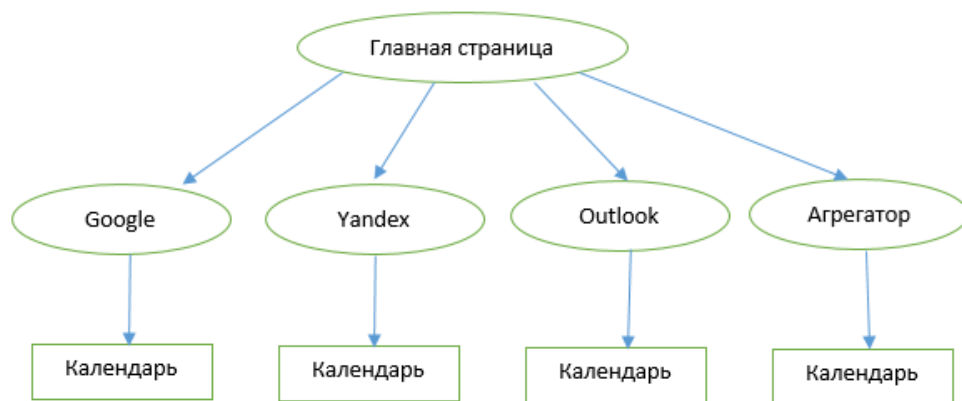 Главная страница
Google
Yandex
Outlook
Агрегатор
Календарь
Календарь
Календарь
Календарь